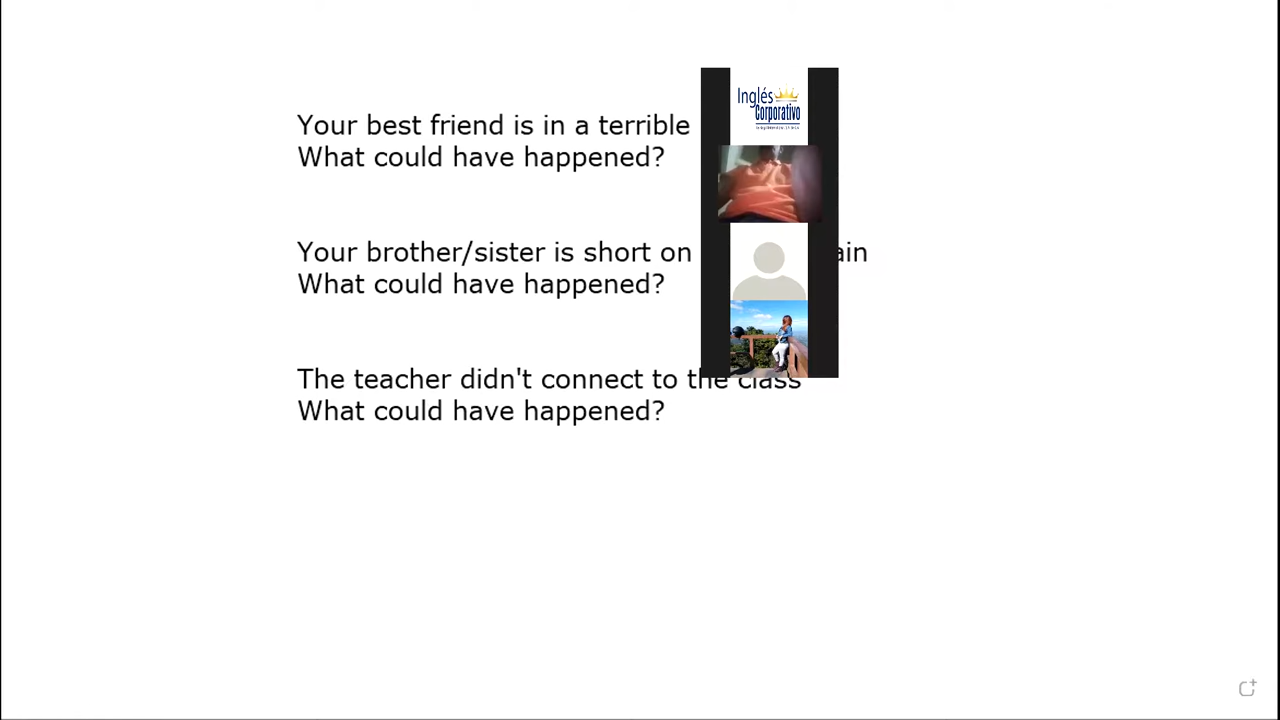 Your best friend is in a terrible
What could have happened?
Your brother/sister is short on ain
What could have happened?
The teacher didn't connect to the class
What could have happened?
Inglés
Corporativo